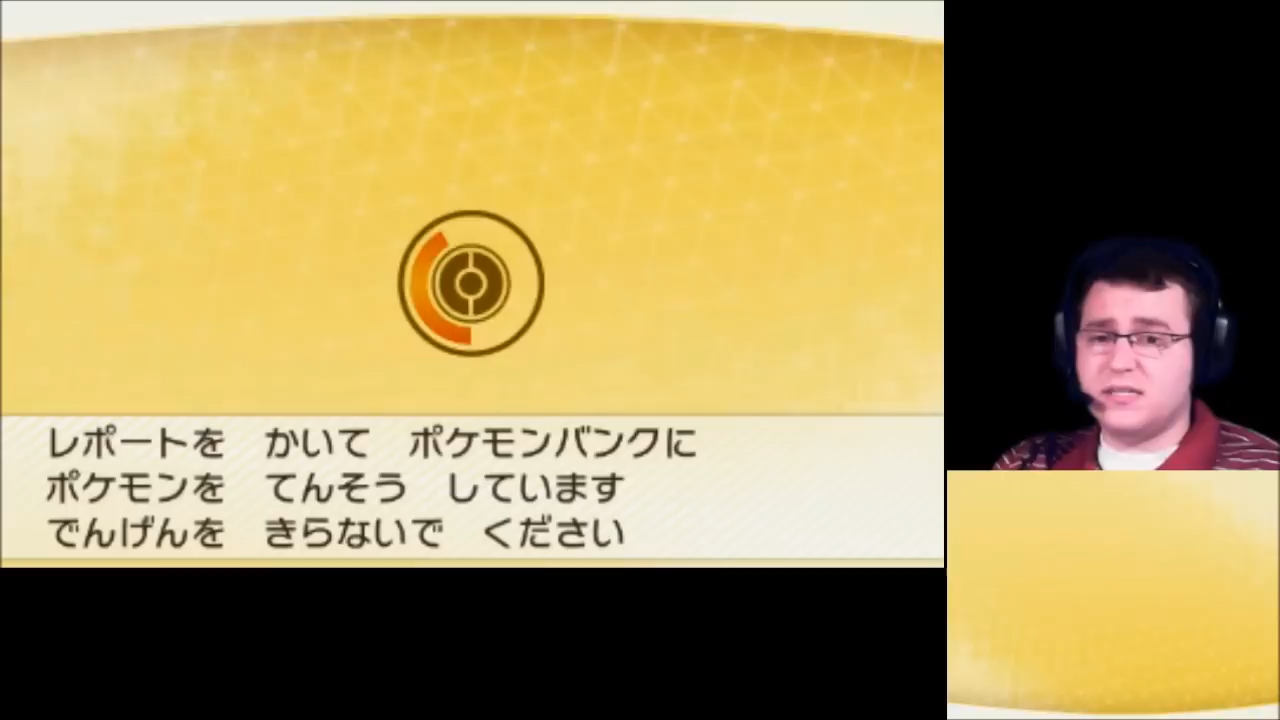 レポートを　かいて　ポケモンバンクに
ポケモンを　てんそう　しています
でんげんを　きらないで　ください